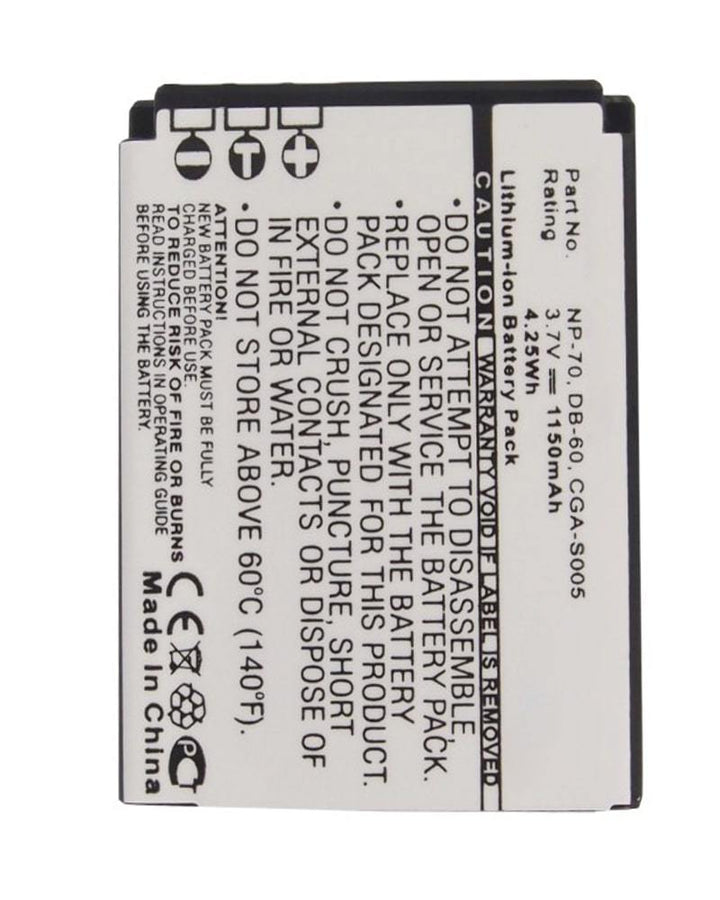 Part No. NP-70, DB-60, CGA-S005
Rating 3.7V⎓1150mAh
4.25Wh
Lithium-Ion Battery Pack
CAUTION WARRANTY VOID IF LABEL IS REMOVED
• DO NOT ATTEMPT TO DISASSEMBLE,
OPEN OR SERVICE THE BATTERY PACK.
• REPLACE ONLY WITH THE BATTERY
PACK DESIGNATED FOR THIS PRODUCT.
• DO NOT CRUSH, PUNCTURE, SHORT
EXTERNAL CONTACTS OR DISPOSE OF
IN FIRE OR WATER.
• DO NOT STORE ABOVE 60°C (140°F).
ATTENTION!
NEW BATTERY PACK MUST BE FULLY
CHARGED BEFORE USE.
TO REDUCE RISK OF FIRE OR BURNS
READ INSTRUCTIONS IN OPERATING GUIDE
BEFORE USING THE BATTERY.
+
T
−
CE
PCT
Made In China